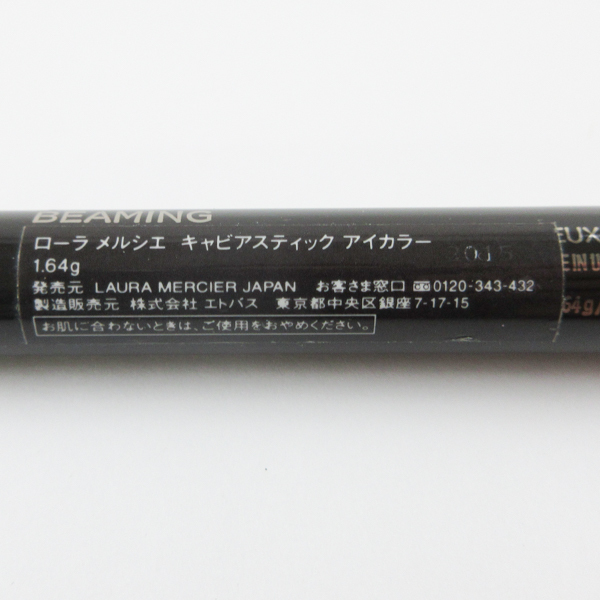 BEAMING
ローラ メルシエ キャビアスティック アイカラー
1.64g
発売元 LAURA MERCIER JAPAN お客さま窓口 0120-343-432
製造販売元 株式会社 エトバス 東京都中央区銀座7-17-15
お肌に合わないときは、ご使用をおやめください。
EUX
E IN U
64g/